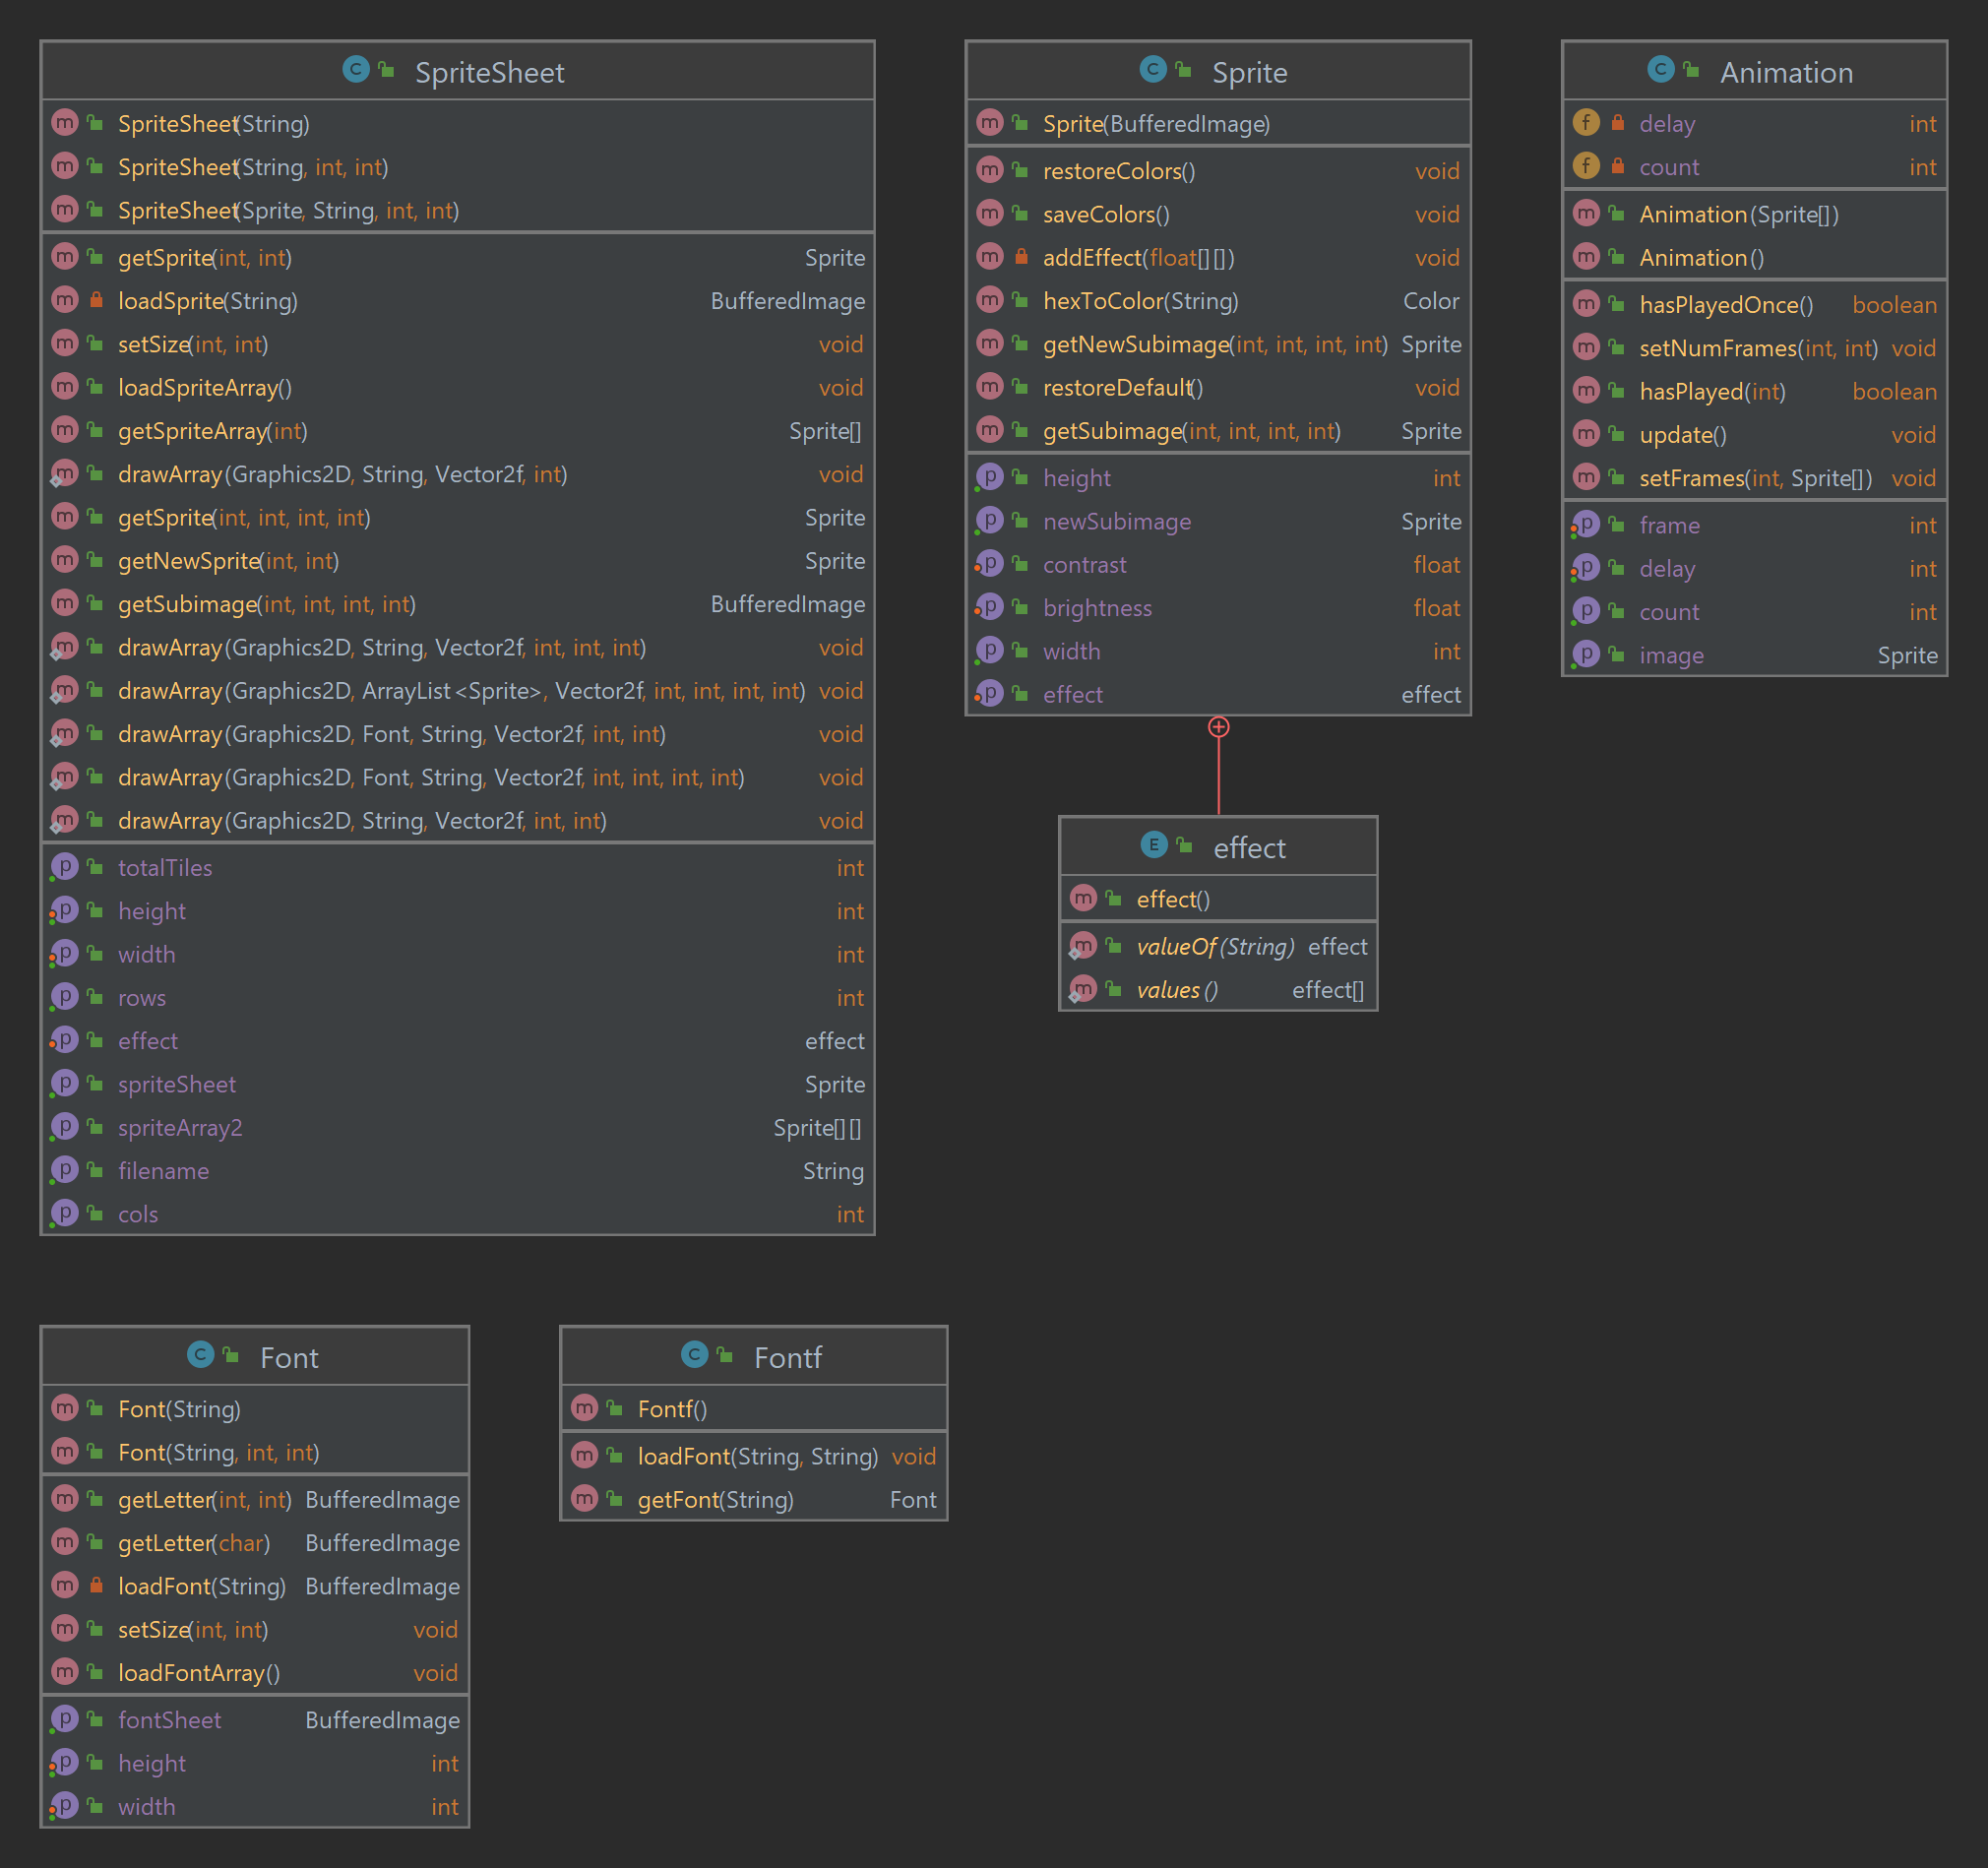 SpriteSheet
SpriteSheet(String)
SpriteSheet(String, int, int)
SpriteSheet(Sprite, String, int, int)
getSprite(int, int) Sprite
loadSprite(String) BufferedImage
setSize(int, int) void
loadSpriteArray() void
getSpriteArray(int) Sprite[]
drawArray(Graphics2D, String, Vector2f, int) void
getSprite(int, int, int, int) Sprite
getNewSprite(int, int) Sprite
getSubimage(int, int, int, int) BufferedImage
drawArray(Graphics2D, String, Vector2f, int, int, int) void
drawArray(Graphics2D, ArrayList<Sprite>, Vector2f, int, int, int, int) void
drawArray(Graphics2D, Font, String, Vector2f, int, int) void
drawArray(Graphics2D, Font, String, Vector2f, int, int, int, int) void
drawArray(Graphics2D, String, Vector2f, int, int) void
totalTiles int
height int
width int
rows int
effect effect
spriteSheet Sprite
spriteArray2 Sprite[][]
filename String
cols int
Sprite
Sprite(BufferedImage)
restoreColors() void
saveColors() void
addEffect(float[][]) void
hexToColor(String) Color
getNewSubimage(int, int, int, int) Sprite
restoreDefault() void
getSubimage(int, int, int, int) Sprite
height int
newSubimage Sprite
contrast float
brightness float
width int
effect effect
effect
effect()
valueOf(String) effect
values() effect[]
Animation
delay int
count int
Animation(Sprite[])
Animation()
hasPlayedOnce() boolean
setNumFrames(int, int) void
hasPlayed(int) boolean
update() void
setFrames(int, Sprite[]) void
frame int
delay int
count int
image Sprite
Font
Font(String)
Font(String, int, int)
getLetter(int, int) BufferedImage
getLetter(char) BufferedImage
loadFont(String) BufferedImage
setSize(int, int) void
loadFontArray() void
fontSheet BufferedImage
height int
width int
Fontf
Fontf()
loadFont(String, String) void
getFont(String) Font